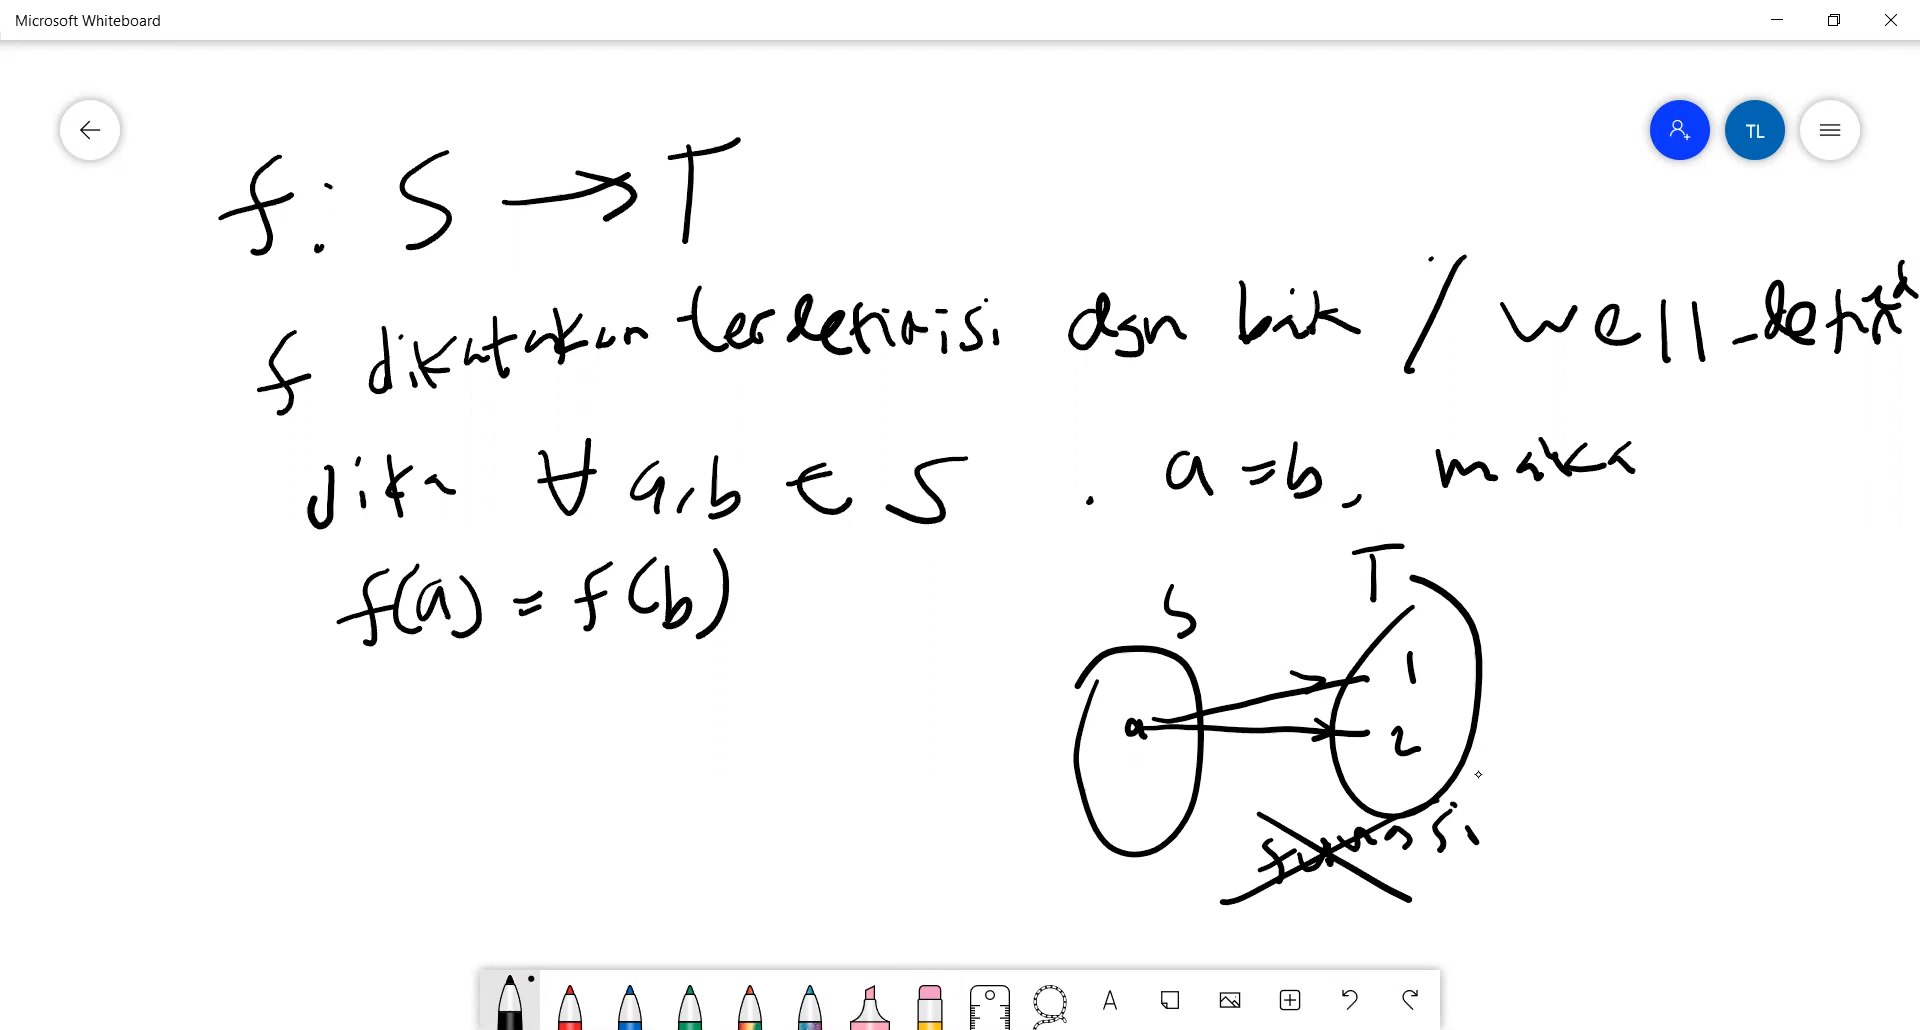 Microsoft Whiteboard
TL
f: S → T
f dikatakan terdefinisi dgn baik / well-defined
Jika ∀ a,b ∈ S . a = b, maka
f(a) = f(b)
S
T
a
1
2
fungsi
A